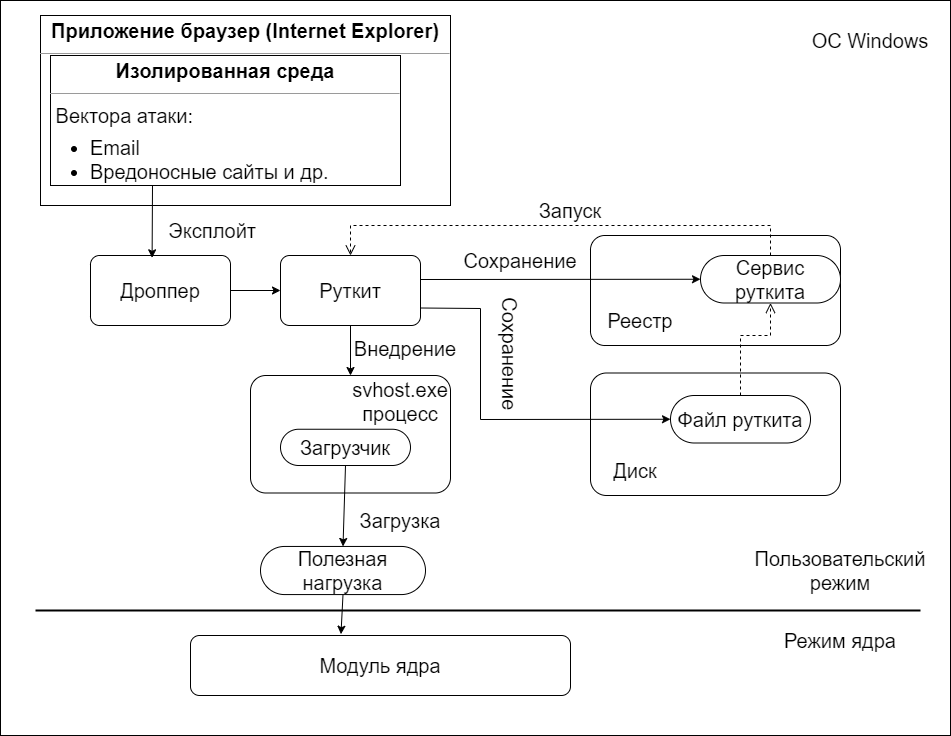 Приложение браузер (Internet Explorer)
ОС Windows
Изолированная среда
Вектора атаки:
• Email
• Вредоносные сайты и др.
Эксплойт
Запуск
Дроппер
Руткит
Сохранение
Сервис
руткита
Реестр
Сохранение
Внедрение
svhost.exe
процесс
Загрузчик
Файл руткита
Диск
Загрузка
Полезная
нагрузка
Пользовательский
режим
Режим ядра
Модуль ядра